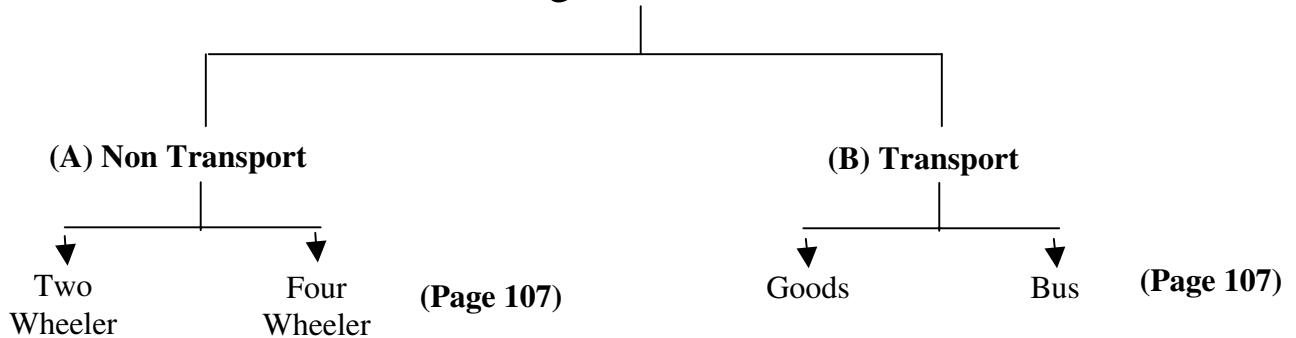 (A) Non Transport
(B) Transport
Two
Wheeler
Four
Wheeler
(Page 107)
Goods
Bus
(Page 107)